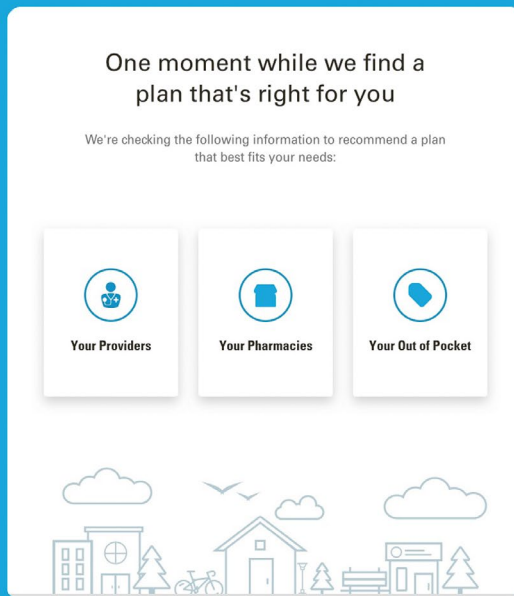 One moment while we find a
plan that's right for you
We're checking the following information to recommend a plan
that best fits your needs:
Your Providers
Your Pharmacies
Your Out of Pocket